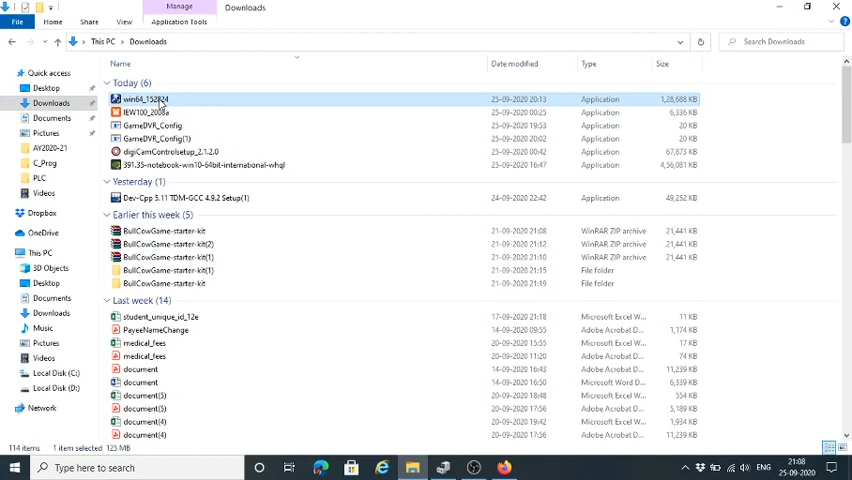 Manage
Downloads
File
Home
Share
View
Application Tools
This PC
Downloads
Search Downloads
Name
Date modified
Type
Size
Quick access
Desktop
Downloads
Documents
Pictures
AY2020-21
C_Prog
PLC
Videos
Dropbox
OneDrive
This PC
3D Objects
Desktop
Documents
Downloads
Music
Pictures
Videos
Local Disk (C:)
Local Disk (D:)
Network
Today (6)
win64_152824 25-09-2020 20:13 Application 1,28,688 KB
IEW100_2008a 25-09-2020 00:25 Application 6,336 KB
GameDVR_Config 25-09-2020 19:53 Application 20 KB
GameDVR_Config(1) 25-09-2020 20:02 Application 20 KB
digiCamControlsetup_2.1.2.0 25-09-2020 00:42 Application 67,873 KB
391.35-notebook-win10-64bit-international-whql 25-09-2020 16:47 Application 4,56,081 KB
Yesterday (1)
Dev-Cpp 5.11 TDM-GCC 4.9.2 Setup(1) 24-09-2020 22:42 Application 49,252 KB
Earlier this week (5)
BullCowGame-starter-kit 21-09-2020 21:08 WinRAR ZIP archive 21,441 KB
BullCowGame-starter-kit(2) 21-09-2020 21:12 WinRAR ZIP archive 21,441 KB
BullCowGame-starter-kit(1) 21-09-2020 21:08 WinRAR ZIP archive 21,441 KB
BullCowGame-starter-kit(1) 21-09-2020 21:15 File folder
BullCowGame-starter-kit 21-09-2020 21:19 File folder
Last week (14)
student_unique_id_12e 17-09-2020 21:18 Microsoft Excel W... 11 KB
PayeeNameChange 14-09-2020 09:55 Adobe Acrobat D... 1,174 KB
medical_fees 20-09-2020 15:55 Microsoft Excel W... 17 KB
medical_fees 20-09-2020 11:20 Adobe Acrobat D... 74 KB
document 14-09-2020 16:43 Adobe Acrobat D... 11,239 KB
document 14-09-2020 16:50 Microsoft Word D... 6,339 KB
document(5) 20-09-2020 18:48 Microsoft Excel W... 554 KB
document(5) 20-09-2020 17:56 Adobe Acrobat D... 5,189 KB
document(4) 20-09-2020 19:42 Microsoft Excel W... 1,934 KB
document(4) 20-09-2020 17:56 Adobe Acrobat D... 11,239 KB
114 items 1 item selected 125 MB
Type here to search
ENG
21:08
25-09-2020